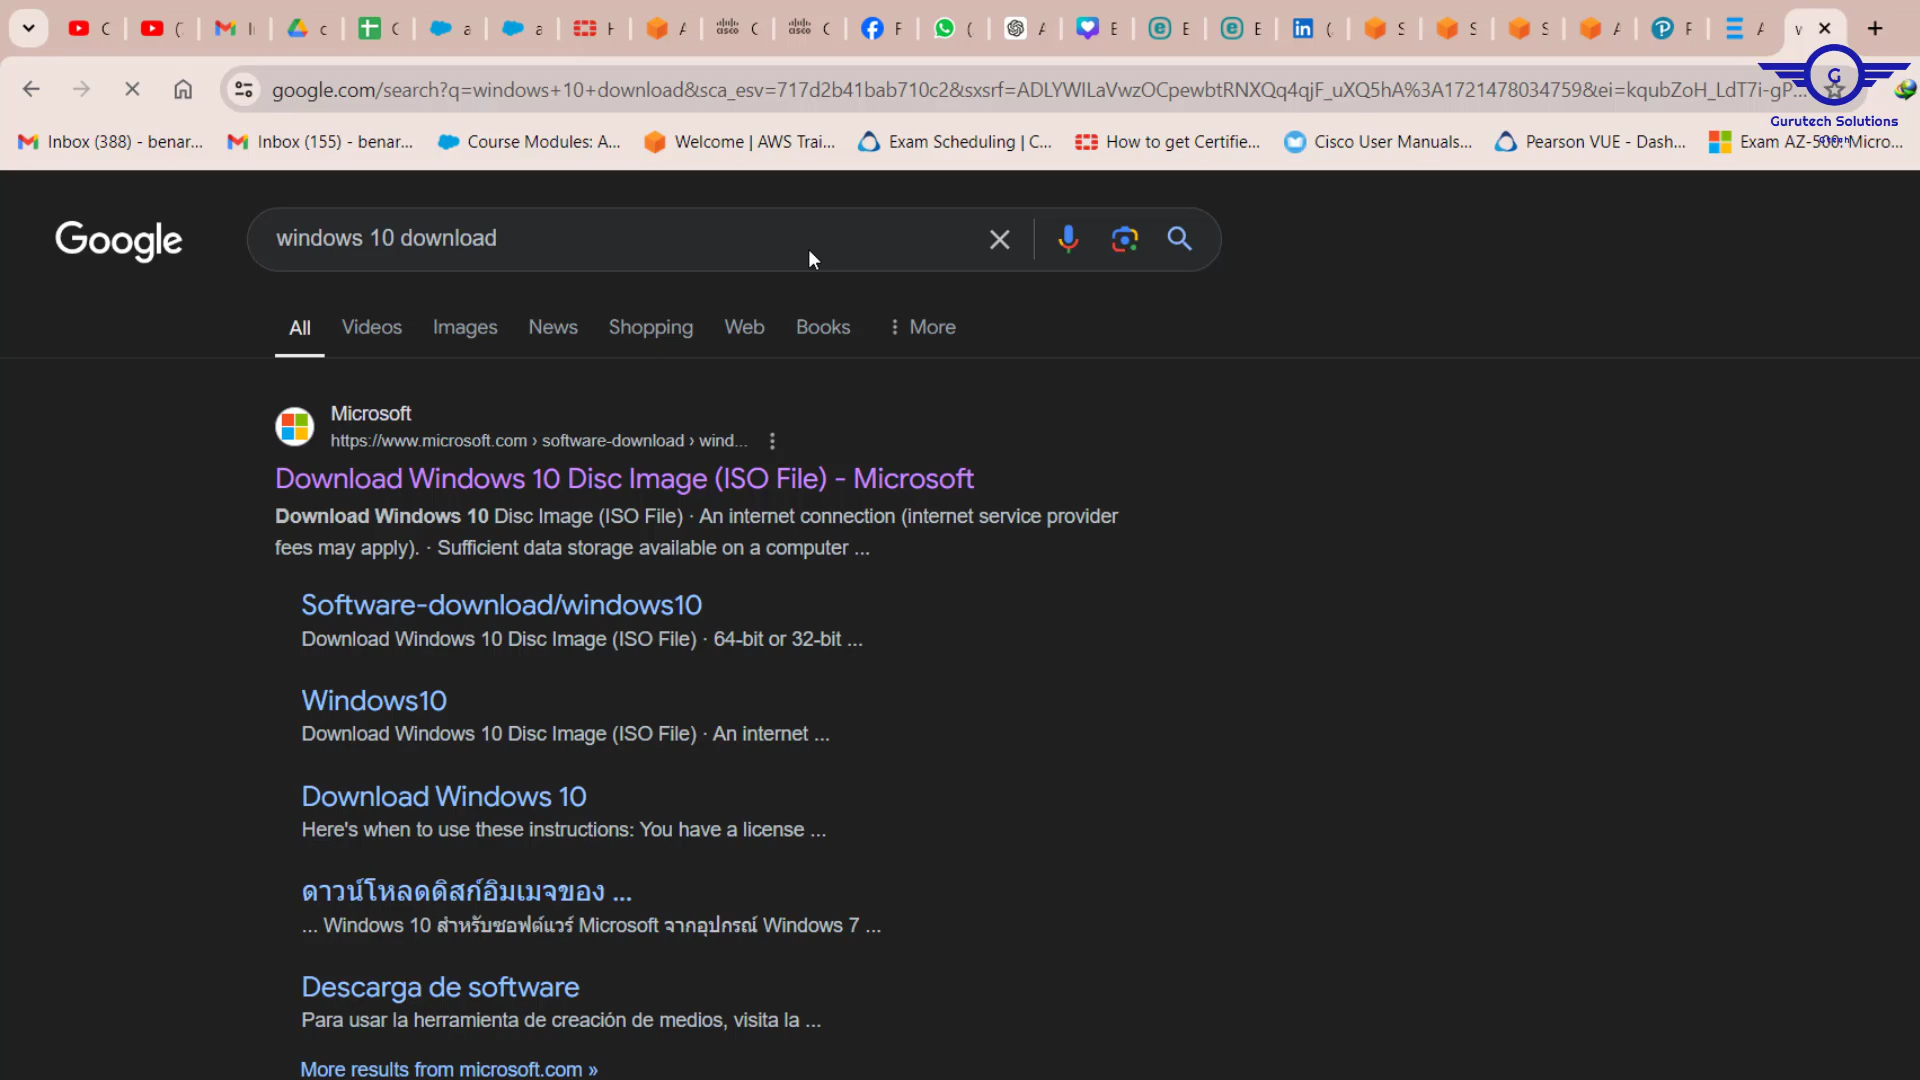 google.com/search?q=windows+10+download&sca_esv=717d2b41bab710c2&sxsrf=ADLYWILaVwzOCpewbtRNXQq4qjF_uXQ5hA%3A1721478034759&ei=kqubZoH_LdT7i-gP...
G
Gurutech Solutions
Inbox (388) - benar...
Inbox (155) - benar...
Course Modules: A...
Welcome | AWS Trai...
Exam Scheduling | C...
How to get Certifie...
Cisco User Manuals...
Pearson VUE - Dash...
Exam AZ-500: Micro...
Google
windows 10 download
All
Videos
Images
News
Shopping
Web
Books
More
Microsoft
https://www.microsoft.com › software-download › wind...
Download Windows 10 Disc Image (ISO File) - Microsoft
Download Windows 10 Disc Image (ISO File) · An internet connection (internet service provider
fees may apply). · Sufficient data storage available on a computer ...
Software-download/windows10
Download Windows 10 Disc Image (ISO File) · 64-bit or 32-bit ...
Windows10
Download Windows 10 Disc Image (ISO File) · An internet ...
Download Windows 10
Here's when to use these instructions: You have a license ...
ดาวน์โหลดดิสก์อิมเมจของ ...
... Windows 10 สำหรับซอฟต์แวร์ Microsoft จากอุปกรณ์ Windows 7 ...
Descarga de software
Para usar la herramienta de creación de medios, visita la ...
More results from microsoft.com »